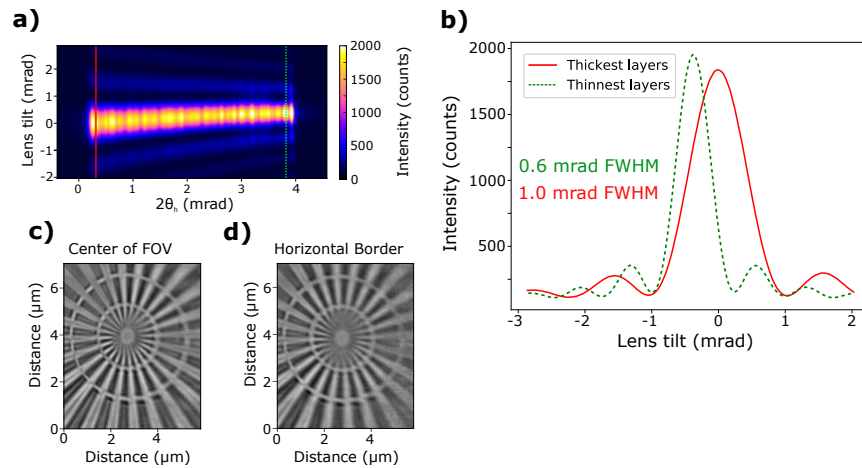 a)
Lens tilt (mrad)
2
1
0
-1
-2
0
1
2
3
4
2θh (mrad)
2000
1500
1000
500
0
Intensity (counts)
b)
2000
1750
1500
1250
1000
750
500
Intensity (counts)
Thickest layers
Thinnest layers
0.6 mrad FWHM
1.0 mrad FWHM
-3
-2
-1
0
1
2
Lens tilt (mrad)
c)
Center of FOV
Distance (µm)
6
4
2
0
0
2
4
Distance (µm)
d)
Horizontal Border
Distance (µm)
6
4
2
0
0
2
4
Distance (µm)